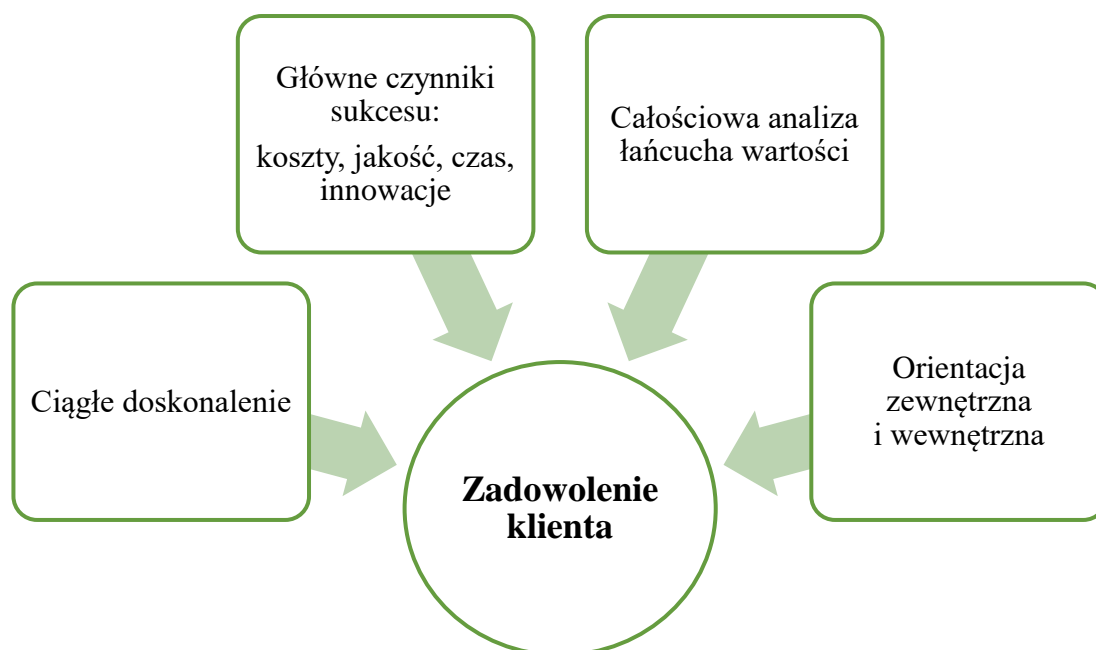 Główne czynniki
sukcesu:
koszty, jakość, czas,
innowacje
Całościowa analiza
łańcucha wartości
Ciągłe doskonalenie
Orientacja
zewnętrzna
i wewnętrzna
Zadowolenie
klienta